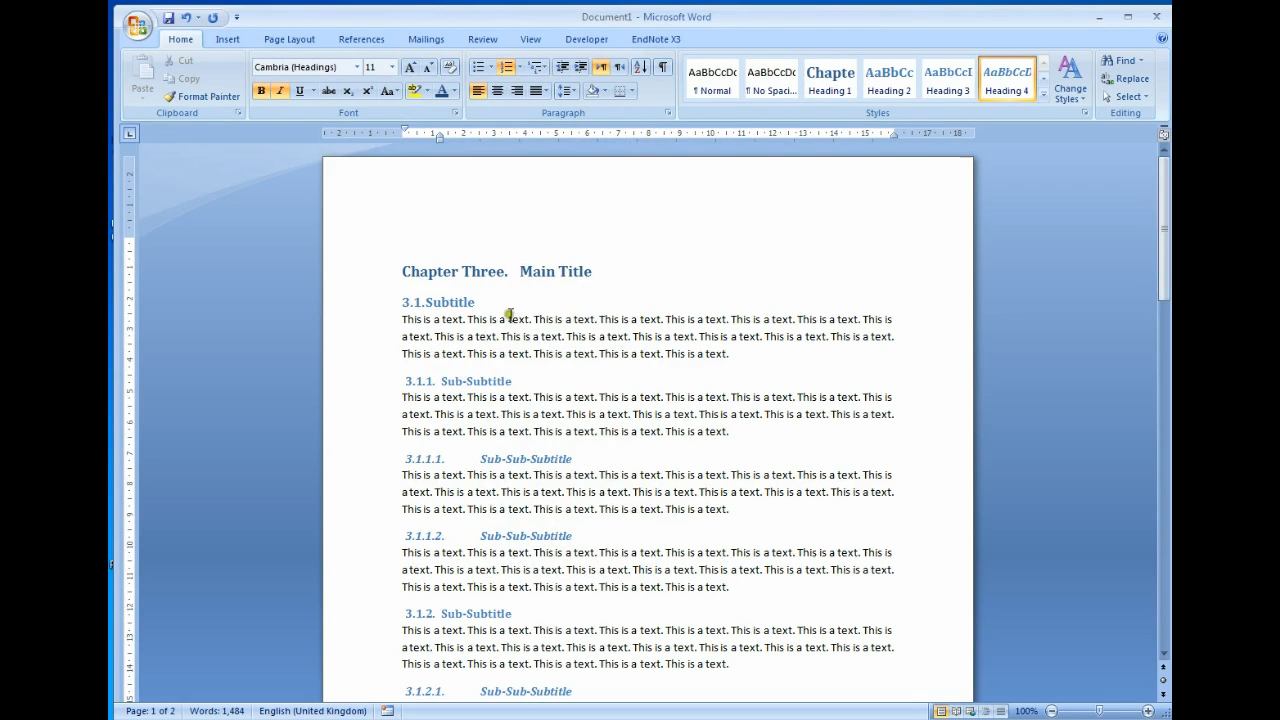 Document1 - Microsoft Word
Home Insert Page Layout References Mailings Review View Developer EndNote X3
Paste
Cut
Copy
Format Painter
Clipboard
Cambria (Headings) 11
Font
Paragraph
AaBbCcDc AaBbCcDc Chapte AaBbCc AaBbCcI AaBbCcD
¶ Normal ¶ No Spaci... Heading 1 Heading 2 Heading 3 Heading 4
Change
Styles
Styles
Find
Replace
Select
Editing
Chapter Three. Main Title
3.1.Subtitle
This is a text. This is a text. This is a text. This is a text. This is a text. This is a text. This is a text. This is
a text. This is a text. This is a text. This is a text. This is a text. This is a text. This is a text. This is a text.
This is a text. This is a text. This is a text. This is a text. This is a text.
3.1.1. Sub-Subtitle
This is a text. This is a text. This is a text. This is a text. This is a text. This is a text. This is a text. This is
a text. This is a text. This is a text. This is a text. This is a text. This is a text. This is a text. This is a text.
This is a text. This is a text. This is a text. This is a text. This is a text.
3.1.1.1. Sub-Sub-Subtitle
This is a text. This is a text. This is a text. This is a text. This is a text. This is a text. This is a text. This is
a text. This is a text. This is a text. This is a text. This is a text. This is a text. This is a text. This is a text.
This is a text. This is a text. This is a text. This is a text. This is a text.
3.1.1.2. Sub-Sub-Subtitle
This is a text. This is a text. This is a text. This is a text. This is a text. This is a text. This is a text. This is
a text. This is a text. This is a text. This is a text. This is a text. This is a text. This is a text. This is a text.
This is a text. This is a text. This is a text. This is a text. This is a text.
3.1.2. Sub-Subtitle
This is a text. This is a text. This is a text. This is a text. This is a text. This is a text. This is a text. This is
a text. This is a text. This is a text. This is a text. This is a text. This is a text. This is a text. This is a text.
This is a text. This is a text. This is a text. This is a text. This is a text.
3.1.2.1. Sub-Sub-Subtitle
Page: 1 of 2 Words: 1,484 English (United Kingdom) 100%